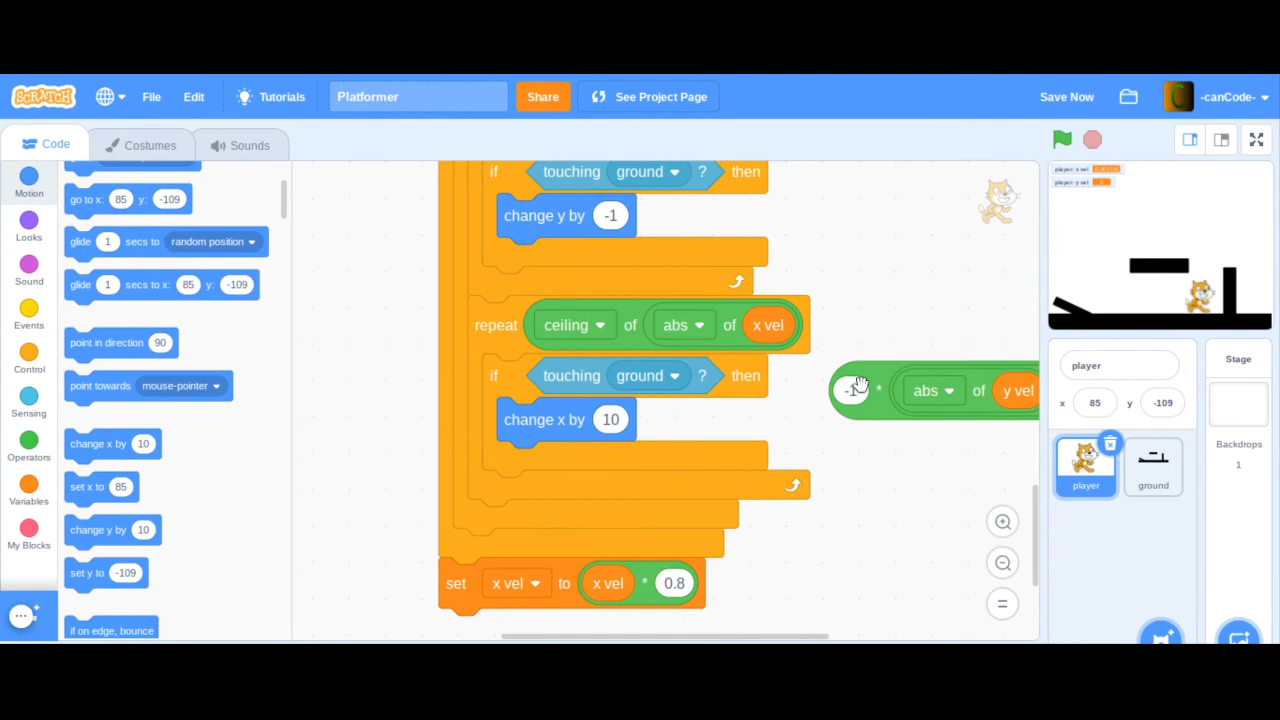 SCRATCH File Edit Tutorials Platformer Share See Project Page Save Now -canCode-
Code Costumes Sounds
Motion
Looks
Sound
Events
Control
Sensing
Operators
Variables
My Blocks
go to x: 85 y: -109
glide 1 secs to random position
glide 1 secs to x: 85 y: -109
point in direction 90
point towards mouse-pointer
change x by 10
set x to 85
change y by 10
set y to -109
if on edge, bounce
if touching ground ? then
change y by -1
repeat ceiling of abs of x vel
if touching ground ? then
change x by 10
set x vel to x vel * 0.8
-1 * abs of y vel
player: x vel
player: y vel
player
x 85 y -109
player
ground
Stage
Backdrops
1